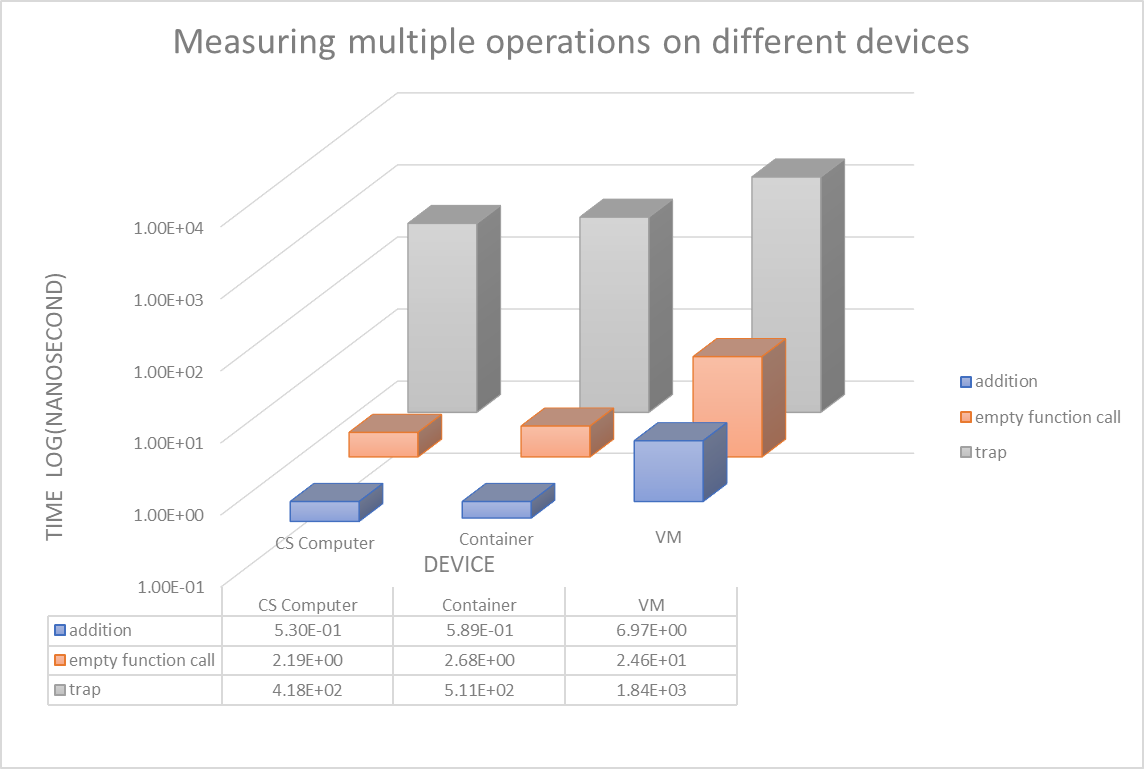 Measuring multiple operations on different devices
1.00E+04
1.00E+03
1.00E+02
1.00E+01
1.00E+00
1.00E-01
TIME LOG(NANOSECOND)
CS Computer
Container
VM
DEVICE
addition
empty function call
trap
CS Computer Container VM
addition 5.30E-01 5.89E-01 6.97E+00
empty function call 2.19E+00 2.68E+00 2.46E+01
trap 4.18E+02 5.11E+02 1.84E+03